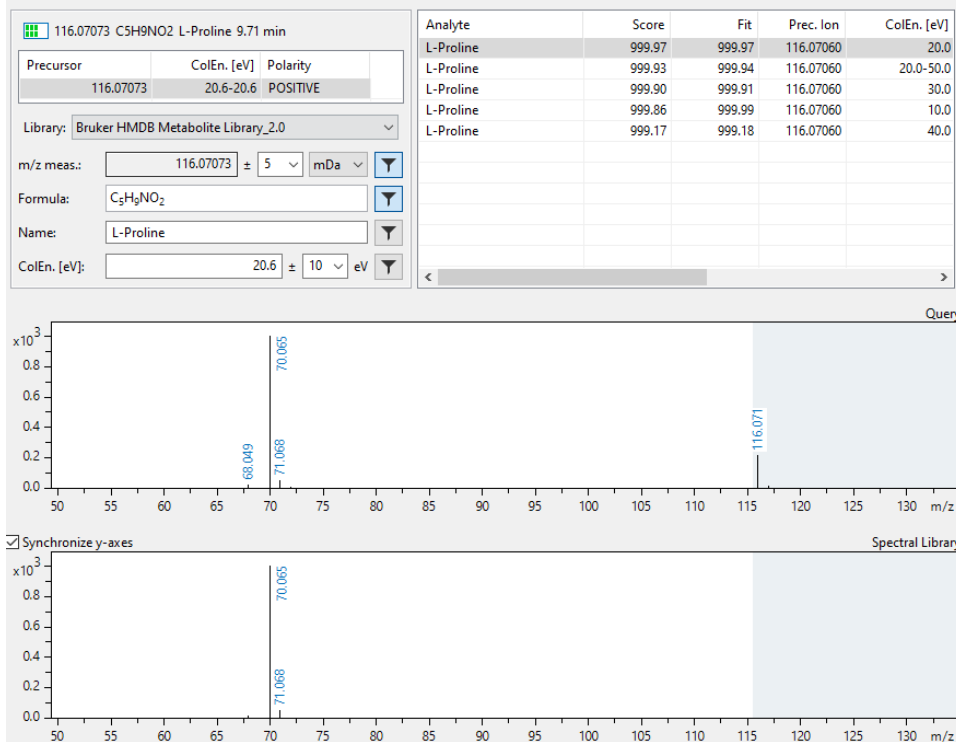 116.07073 C5H9NO2 L-Proline 9.71 min
Precursor ColEn. [eV] Polarity
116.07073 20.6-20.6 POSITIVE
Library: Bruker HMDB Metabolite Library_2.0
m/z meas.: 116.07073 ± 5 mDa
Formula: C₅H₉NO₂
Name: L-Proline
ColEn. [eV]: 20.6 ± 10 eV
Analyte Score Fit Prec. Ion ColEn. [eV]
L-Proline 999.97 999.97 116.07060 20.0
L-Proline 999.93 999.94 116.07060 20.0-50.0
L-Proline 999.90 999.91 116.07060 30.0
L-Proline 999.86 999.99 116.07060 10.0
L-Proline 999.17 999.18 116.07060 40.0
Query
x10³
0.8
0.6
0.4
0.2
0.0
68.049
70.065
71.068
116.071
50 55 60 65 70 75 80 85 90 95 100 105 110 115 120 125 130 m/z
Synchronize y-axes Spectral Library
x10³
0.8
0.6
0.4
0.2
0.0
70.065
71.068
50 55 60 65 70 75 80 85 90 95 100 105 110 115 120 125 130 m/z